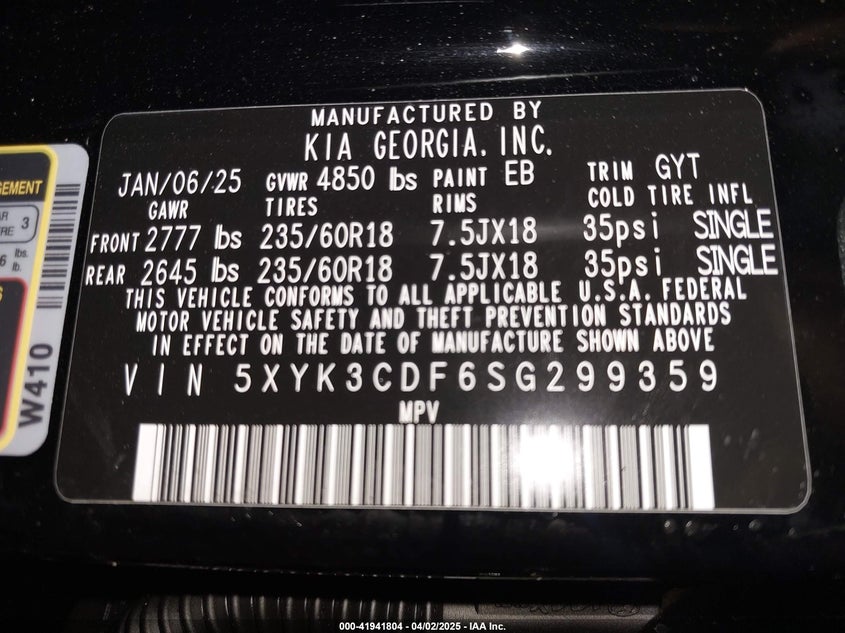 MANUFACTURED BY
KIA GEORGIA. INC.
JAN/06/25 GVWR 4850 lbs PAINT EB TRIM GYT
GAWR TIRES RIMS COLD TIRE INFL
FRONT 2777 lbs 235/60R18 7.5JX18 35psi SINGLE
REAR 2645 lbs 235/60R18 7.5JX18 35psi SINGLE
THIS VEHICLE CONFORMS TO ALL APPLICABLE U.S.A. FEDERAL
MOTOR VEHICLE SAFETY AND THEFT PREVENTION STANDARDS
IN EFFECT ON THE DATE OF MANUFACTURE SHOWN ABOVE
VIN 5XYK3CDF6SG299359
MPV
3
lbs.
lb.
W410
000-41941804 - 04/02/2025 - IAA Inc.